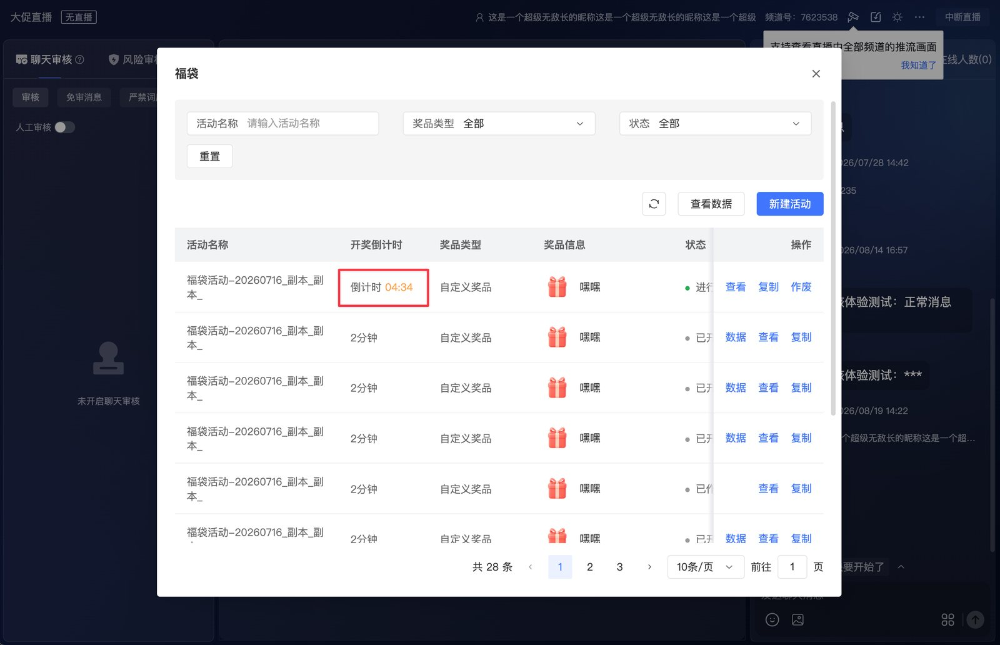 大促直播 无直播
这是一个超级无敌长的昵称这是一个超级无敌长的昵称这是一个超级 频道号：7623538 中断直播
支持查看直播中全部频道的推流画面
我知道了
聊天审核 风险审核
在线人数(0)
审核 免审消息 严禁词
人工审核
未开启聊天审核
福袋
活动名称 请输入活动名称 奖品类型 全部 状态 全部
重置
查看数据 新建活动
活动名称 开奖倒计时 奖品类型 奖品信息 状态 操作
福袋活动-20260716_副本_副
本_
倒计时 04:34 自定义奖品 嘿嘿 进行 查看 复制 作废
福袋活动-20260716_副本_副
本_
2分钟 自定义奖品 嘿嘿 已开 数据 查看 复制
福袋活动-20260716_副本_副
本_
2分钟 自定义奖品 嘿嘿 已开 数据 查看 复制
福袋活动-20260716_副本_副
本_
2分钟 自定义奖品 嘿嘿 已开 数据 查看 复制
福袋活动-20260716_副本_副
本_
2分钟 自定义奖品 嘿嘿 已作 查看 复制
福袋活动-20260716_副本_副
2分钟 自定义奖品 嘿嘿 已开 数据 查看 复制
共 28 条 1 2 3 10条/页 前往 1 页
26/07/28 14:42
235
26/08/14 16:57
体验测试：正常消息
体验测试：***
26/08/19 14:22
个超级无敌长的昵称这是一个超...
要开始了